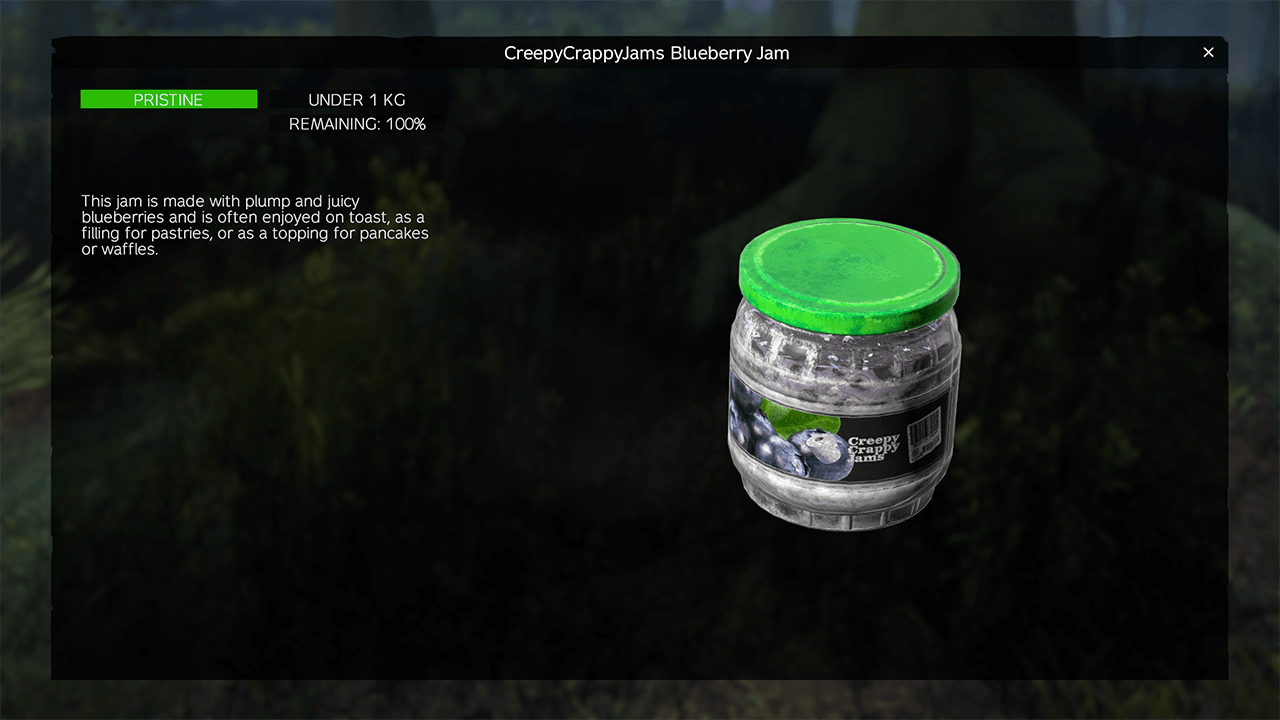 CreepyCrappyJams Blueberry Jam
×
PRISTINE
UNDER 1 KG
REMAINING: 100%
This jam is made with plump and juicy
blueberries and is often enjoyed on toast, as a
filling for pastries, or as a topping for pancakes
or waffles.
Creepy
Crappy
Jams